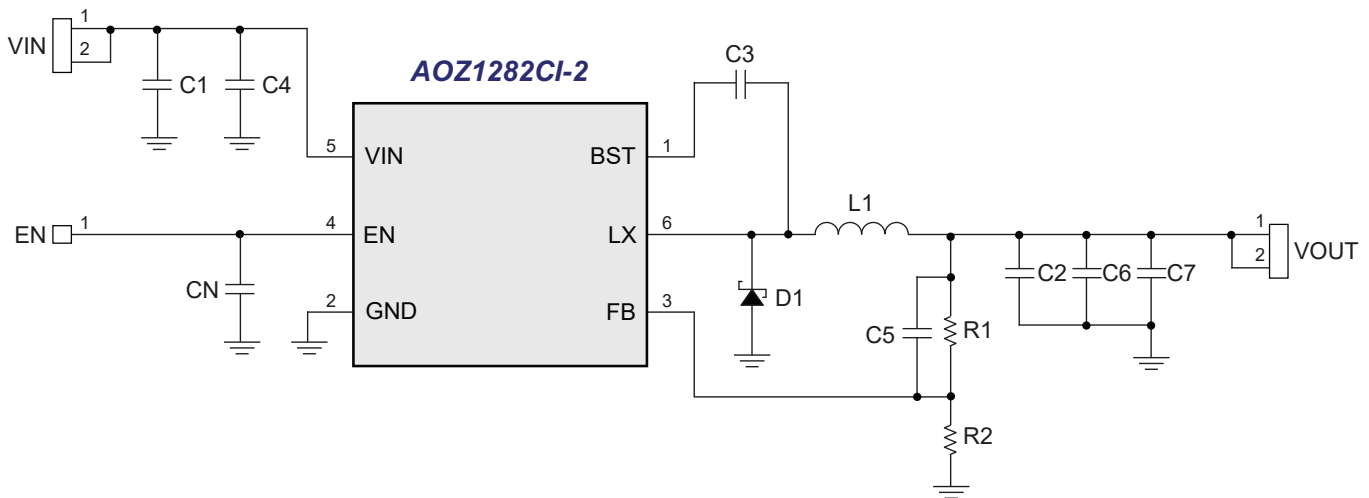 VIN
1
2
C1
C4
AOZ1282CI-2
C3
5
VIN
BST
1
EN
1
4
EN
LX
6
L1
1
2
VOUT
CN
2
GND
FB
3
D1
C5
R1
C2
C6
C7
R2